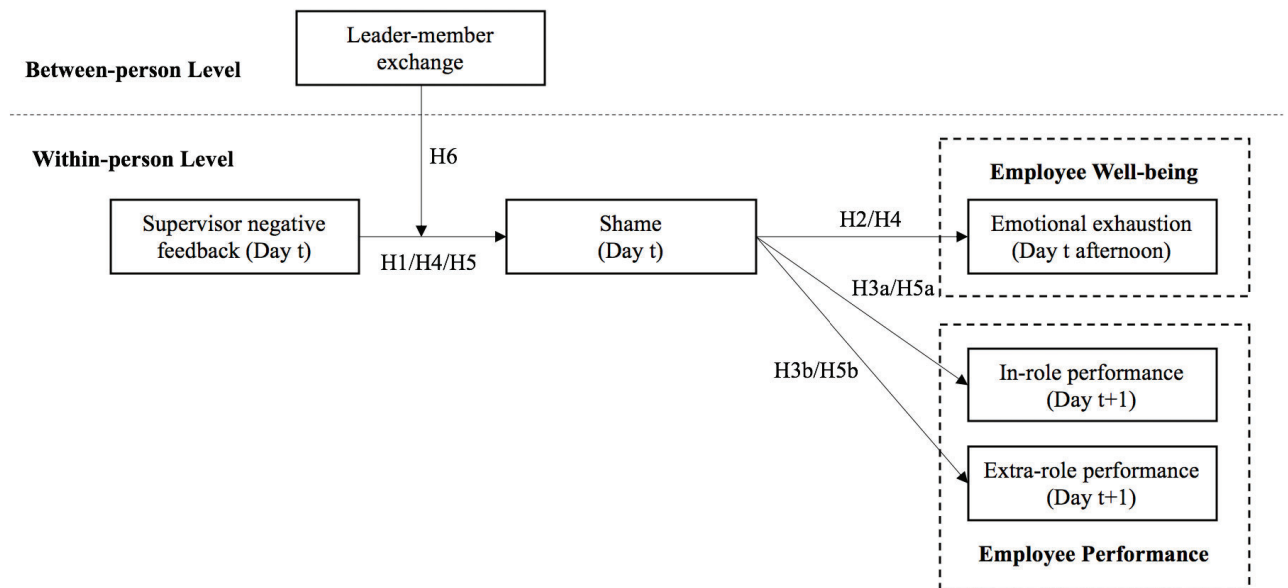 Leader-member
exchange
Between-person Level
Within-person Level
H6
Employee Well-being
Supervisor negative
feedback (Day t)
H1/H4/H5
Shame
(Day t)
H2/H4
Emotional exhaustion
(Day t afternoon)
H3a/H5a
H3b/H5b
In-role performance
(Day t+1)
Extra-role performance
(Day t+1)
Employee Performance